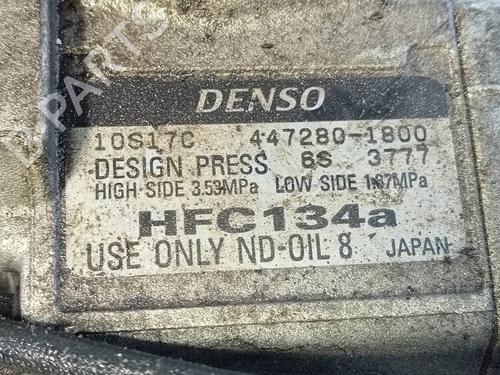 B-PARTS
DENSO
10S17C 447280-1800
DESIGN PRESS 6S 3777
HIGH SIDE 3.53MPa LOW SIDE 1.67MPa
HFC134a
USE ONLY ND-OIL 8 JAPAN